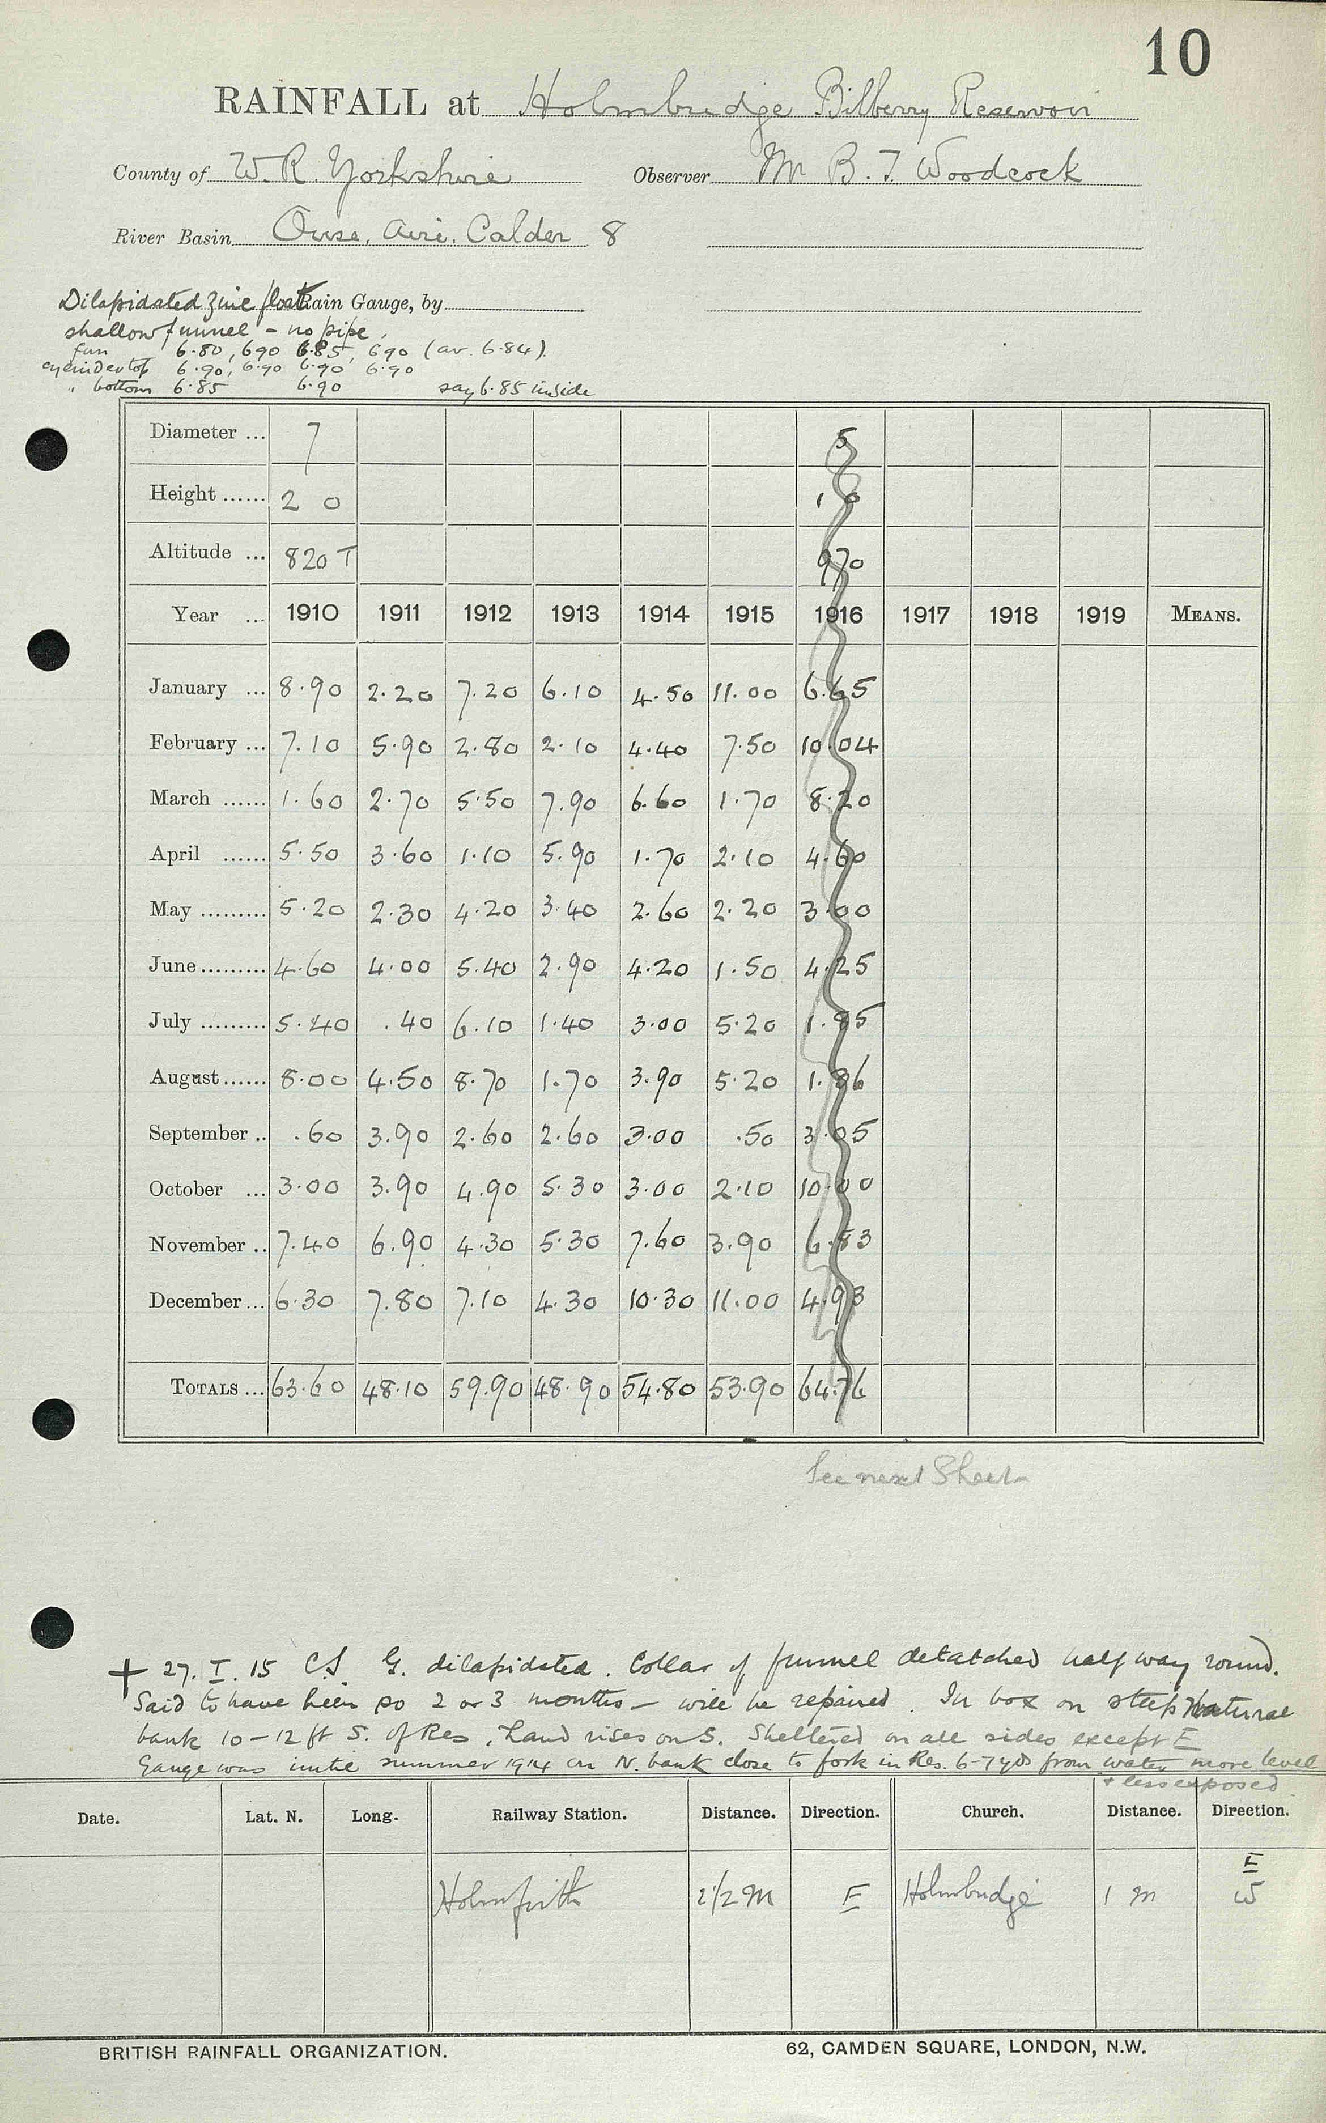 10
RAINFALL at Holmbridge Bilberry Reservoir
County of W. R. Yorkshire Observer Mr B. T. Woodcock
River Basin Ouse, Aire, Calder 8
Dilapidated zinc float Rain Gauge, by
shallow funnel – no pipe.
fun 6.80, 6.90 6.85, 6.90 (av. 6.84).
cylinder top 6.90, 6.90 6.90 6.90
" bottom 6.85 6.90 say 6.85 inside
Diameter ... 7 5
Height ...... 2 0 1 0
Altitude ... 820 T 970
Year ... 1910 1911 1912 1913 1914 1915 1916 1917 1918 1919 MEANS.
January ... 8.90 2.20 7.20 6.10 4.50 11.00 6.65
February ... 7.10 5.90 2.80 2.10 4.40 7.50 10.04
March ...... 1.60 2.70 5.50 7.90 6.60 1.70 8.20
April ...... 5.50 3.60 1.10 5.90 1.70 2.10 4.60
May ......... 5.20 2.30 4.20 3.40 2.60 2.20 3.00
June ......... 4.60 4.00 5.40 2.90 4.20 1.50 4.25
July ......... 5.40 .40 6.10 1.40 3.00 5.20 1.85
August ...... 8.00 4.50 8.70 1.70 3.90 5.20 1.36
September .. .60 3.90 2.60 2.60 3.00 .50 3.05
October ... 3.00 3.90 4.90 5.30 3.00 2.10 10.00
November .. 7.40 6.90 4.30 5.30 7.60 3.90 6.83
December ... 6.30 7.80 7.10 4.30 10.30 11.00 4.93
TOTALS ... 63.60 48.10 59.90 48.90 54.80 53.90 64.76
See next Sheet
+ 27. I. 15 CS G. dilapidated. Collar of funnel detatched half way round.
Said to have been so 2 or 3 months – will be repaired. In box on steep natural
bank 10–12 ft S. of Res. Land rises on S. Sheltered on all sides except E
Gauge was until summer 1914 on N. bank close to fork in Res. 6-7 yds from water more level
+ less exposed
Date. Lat. N. Long. Railway Station. Distance. Direction. Church. Distance. Direction.
E
Holmfirth 2 1/2 m E Holmbridge 1 m W
BRITISH RAINFALL ORGANIZATION. 62, CAMDEN SQUARE, LONDON, N.W.